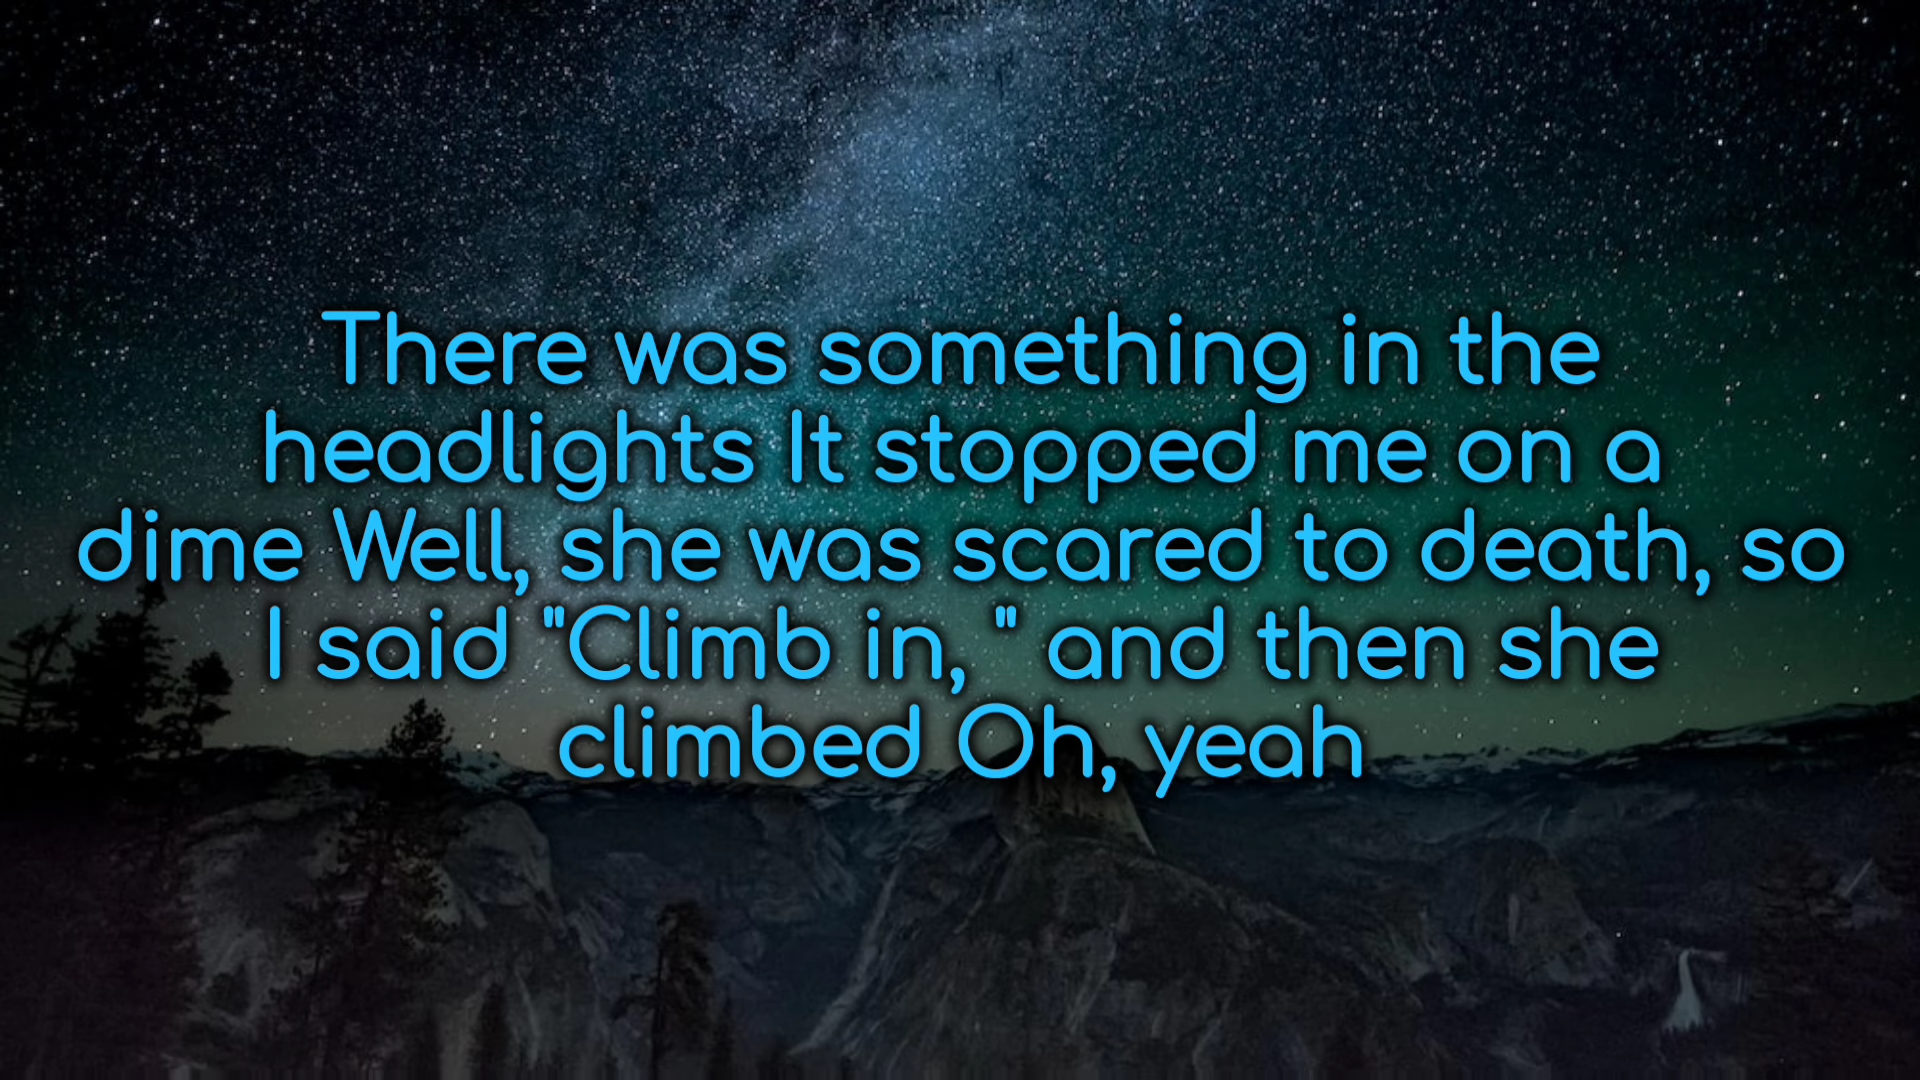 There was something in the
headlights It stopped me on a
dime Well, she was scared to death, so
I said "Climb in, " and then she
climbed Oh, yeah